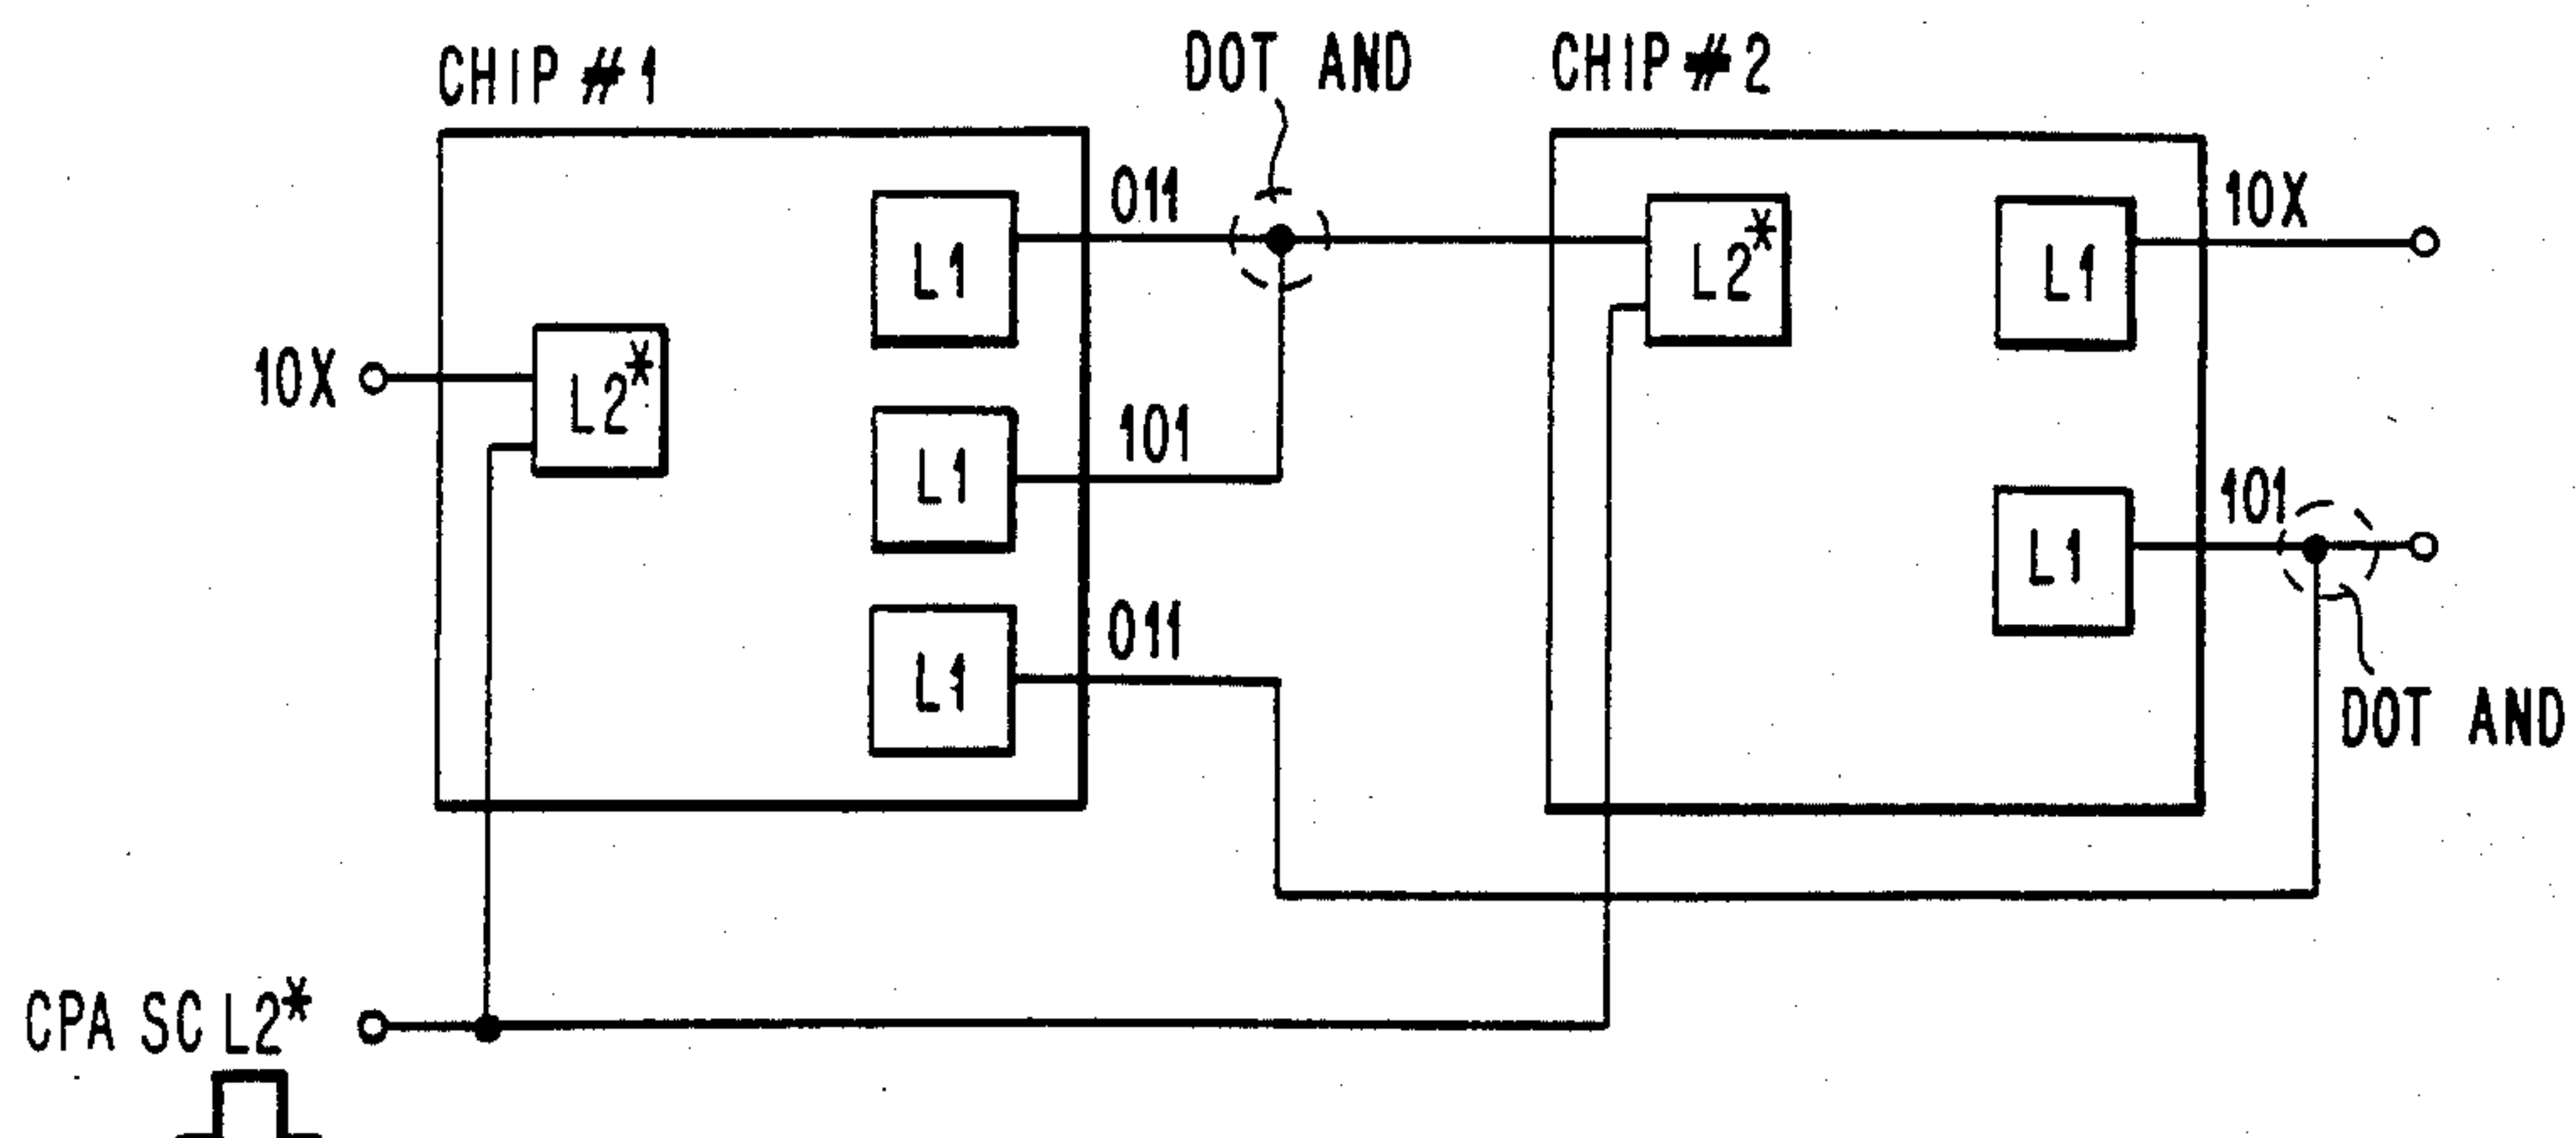 CHIP #1
DOT AND
CHIP #2
011
L1
L2*
L1
10X
10X
L2*
101
L1
101
L1
011
L1
DOT AND
CPA SC L2*